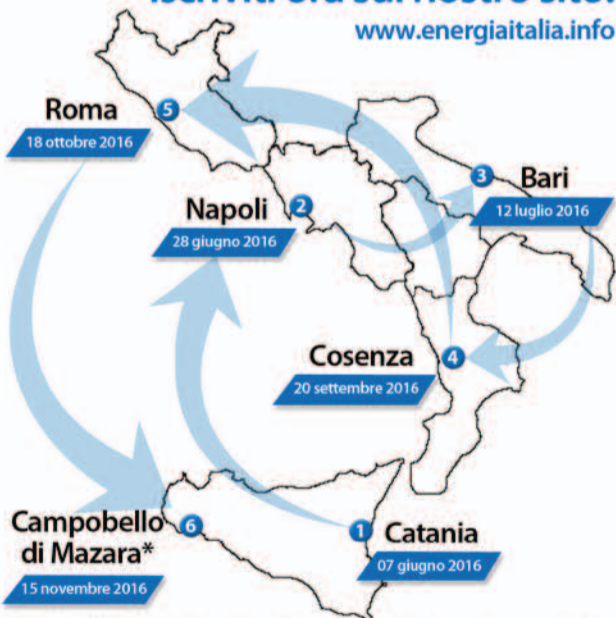 www.energiaitalia.info
Roma
5
18 ottobre 2016
Bari
3
12 luglio 2016
Napoli
2
28 giugno 2016
Cosenza
4
20 settembre 2016
Campobello
di Mazara*
6
15 novembre 2016
1
Catania
07 giugno 2016